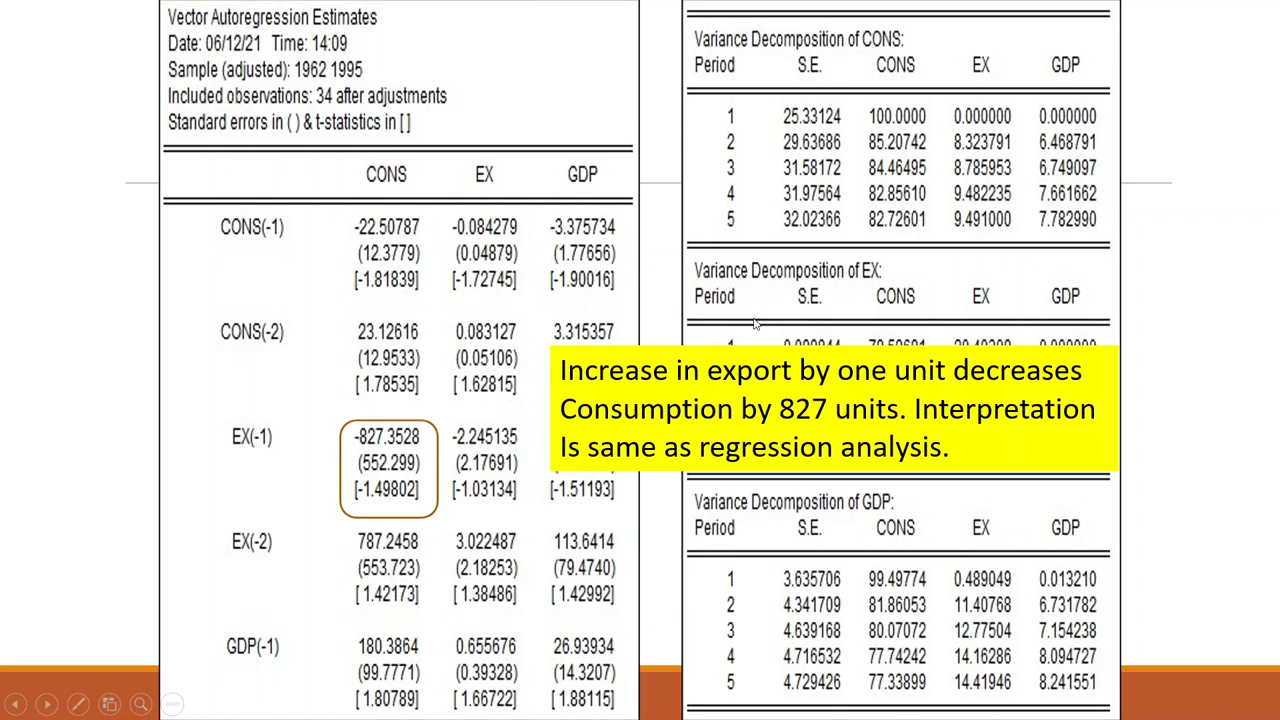 Vector Autoregression Estimates
Date: 06/12/21 Time: 14:09
Sample (adjusted): 1962 1995
Included observations: 34 after adjustments
Standard errors in ( ) & t-statistics in [ ]
CONS EX GDP
CONS(-1) -22.50787 -0.084279 -3.375734
(12.3779) (0.04879) (1.77656)
[-1.81839] [-1.72745] [-1.90016]
CONS(-2) 23.12616 0.083127 3.315357
(12.9533) (0.05106)
[ 1.78535] [ 1.62815]
EX(-1) -827.3528 -2.245135
(552.299) (2.17691)
[-1.49802] [-1.03134] [-1.51193]
EX(-2) 787.2458 3.022487 113.6414
(553.723) (2.18253) (79.4740)
[ 1.42173] [ 1.38486] [ 1.42992]
GDP(-1) 180.3864 0.655676 26.93934
(99.7771) (0.39328) (14.3207)
[ 1.80789] [ 1.66722] [ 1.88115]
Variance Decomposition of CONS:
Period S.E. CONS EX GDP
1 25.33124 100.0000 0.000000 0.000000
2 29.63686 85.20742 8.323791 6.468791
3 31.58172 84.46495 8.785953 6.749097
4 31.97564 82.85610 9.482235 7.661662
5 32.02366 82.72601 9.491000 7.782990
Variance Decomposition of EX:
Period S.E. CONS EX GDP
Increase in export by one unit decreases
Consumption by 827 units. Interpretation
Is same as regression analysis.
Variance Decomposition of GDP:
Period S.E. CONS EX GDP
1 3.635706 99.49774 0.489049 0.013210
2 4.341709 81.86053 11.40768 6.731782
3 4.639168 80.07072 12.77504 7.154238
4 4.716532 77.74242 14.16286 8.094727
5 4.729426 77.33899 14.41946 8.241551